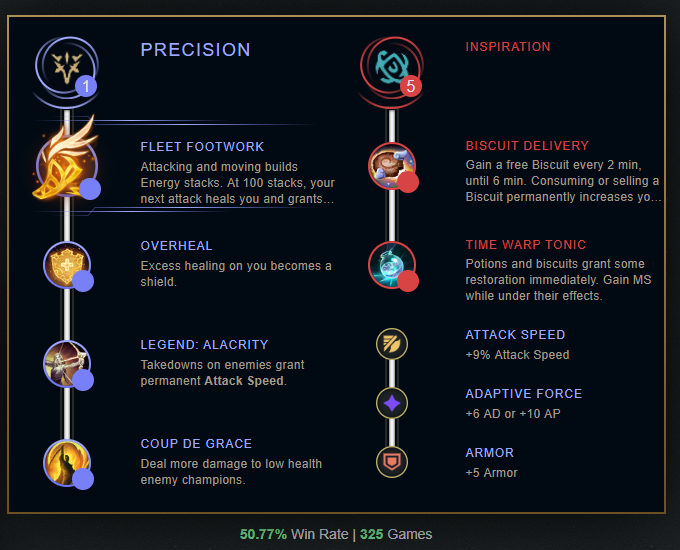 PRECISION
1
FLEET FOOTWORK
Attacking and moving builds
Energy stacks. At 100 stacks, your
next attack heals you and grants...
OVERHEAL
Excess healing on you becomes a
shield.
LEGEND: ALACRITY
Takedowns on enemies grant
permanent Attack Speed.
COUP DE GRACE
Deal more damage to low health
enemy champions.
INSPIRATION
5
BISCUIT DELIVERY
Gain a free Biscuit every 2 min,
until 6 min. Consuming or selling a
Biscuit permanently increases yo...
TIME WARP TONIC
Potions and biscuits grant some
restoration immediately. Gain MS
while under their effects.
ATTACK SPEED
+9% Attack Speed
ADAPTIVE FORCE
+6 AD or +10 AP
ARMOR
+5 Armor
50.77% Win Rate | 325 Games